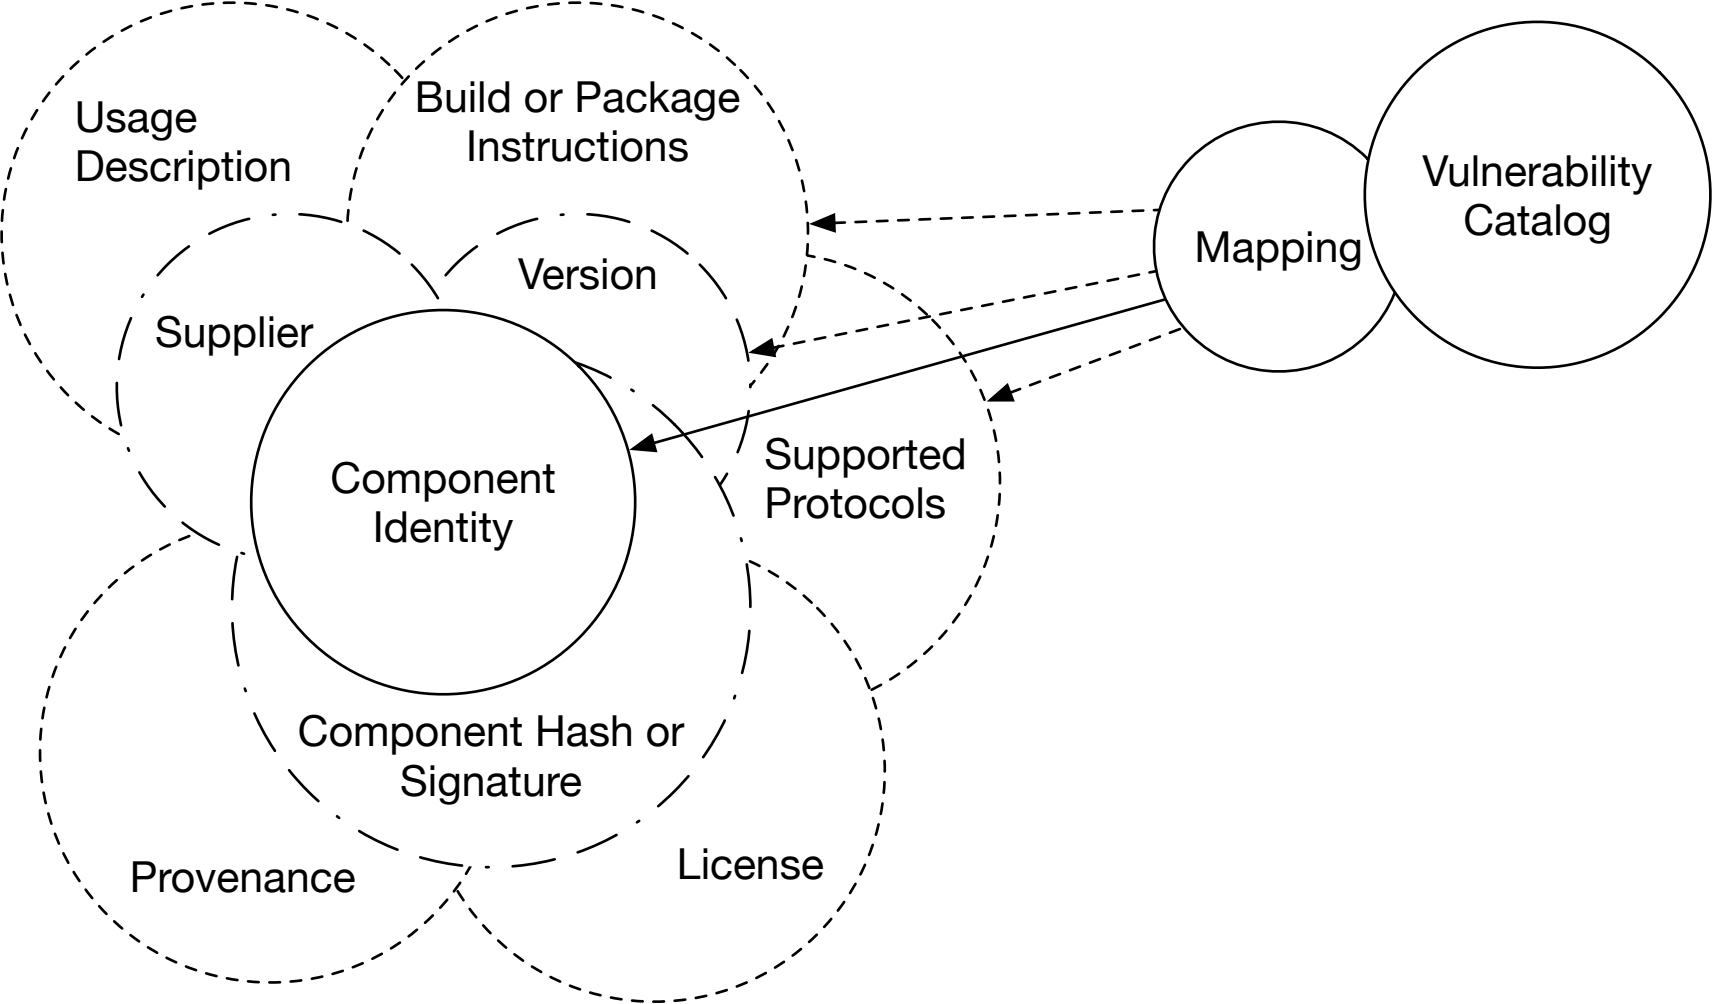 Usage
Description
Build or Package
Instructions
Vulnerability
Catalog
Mapping
Version
Supplier
Supported
Protocols
Component
Identity
Component Hash or
Signature
Provenance
License